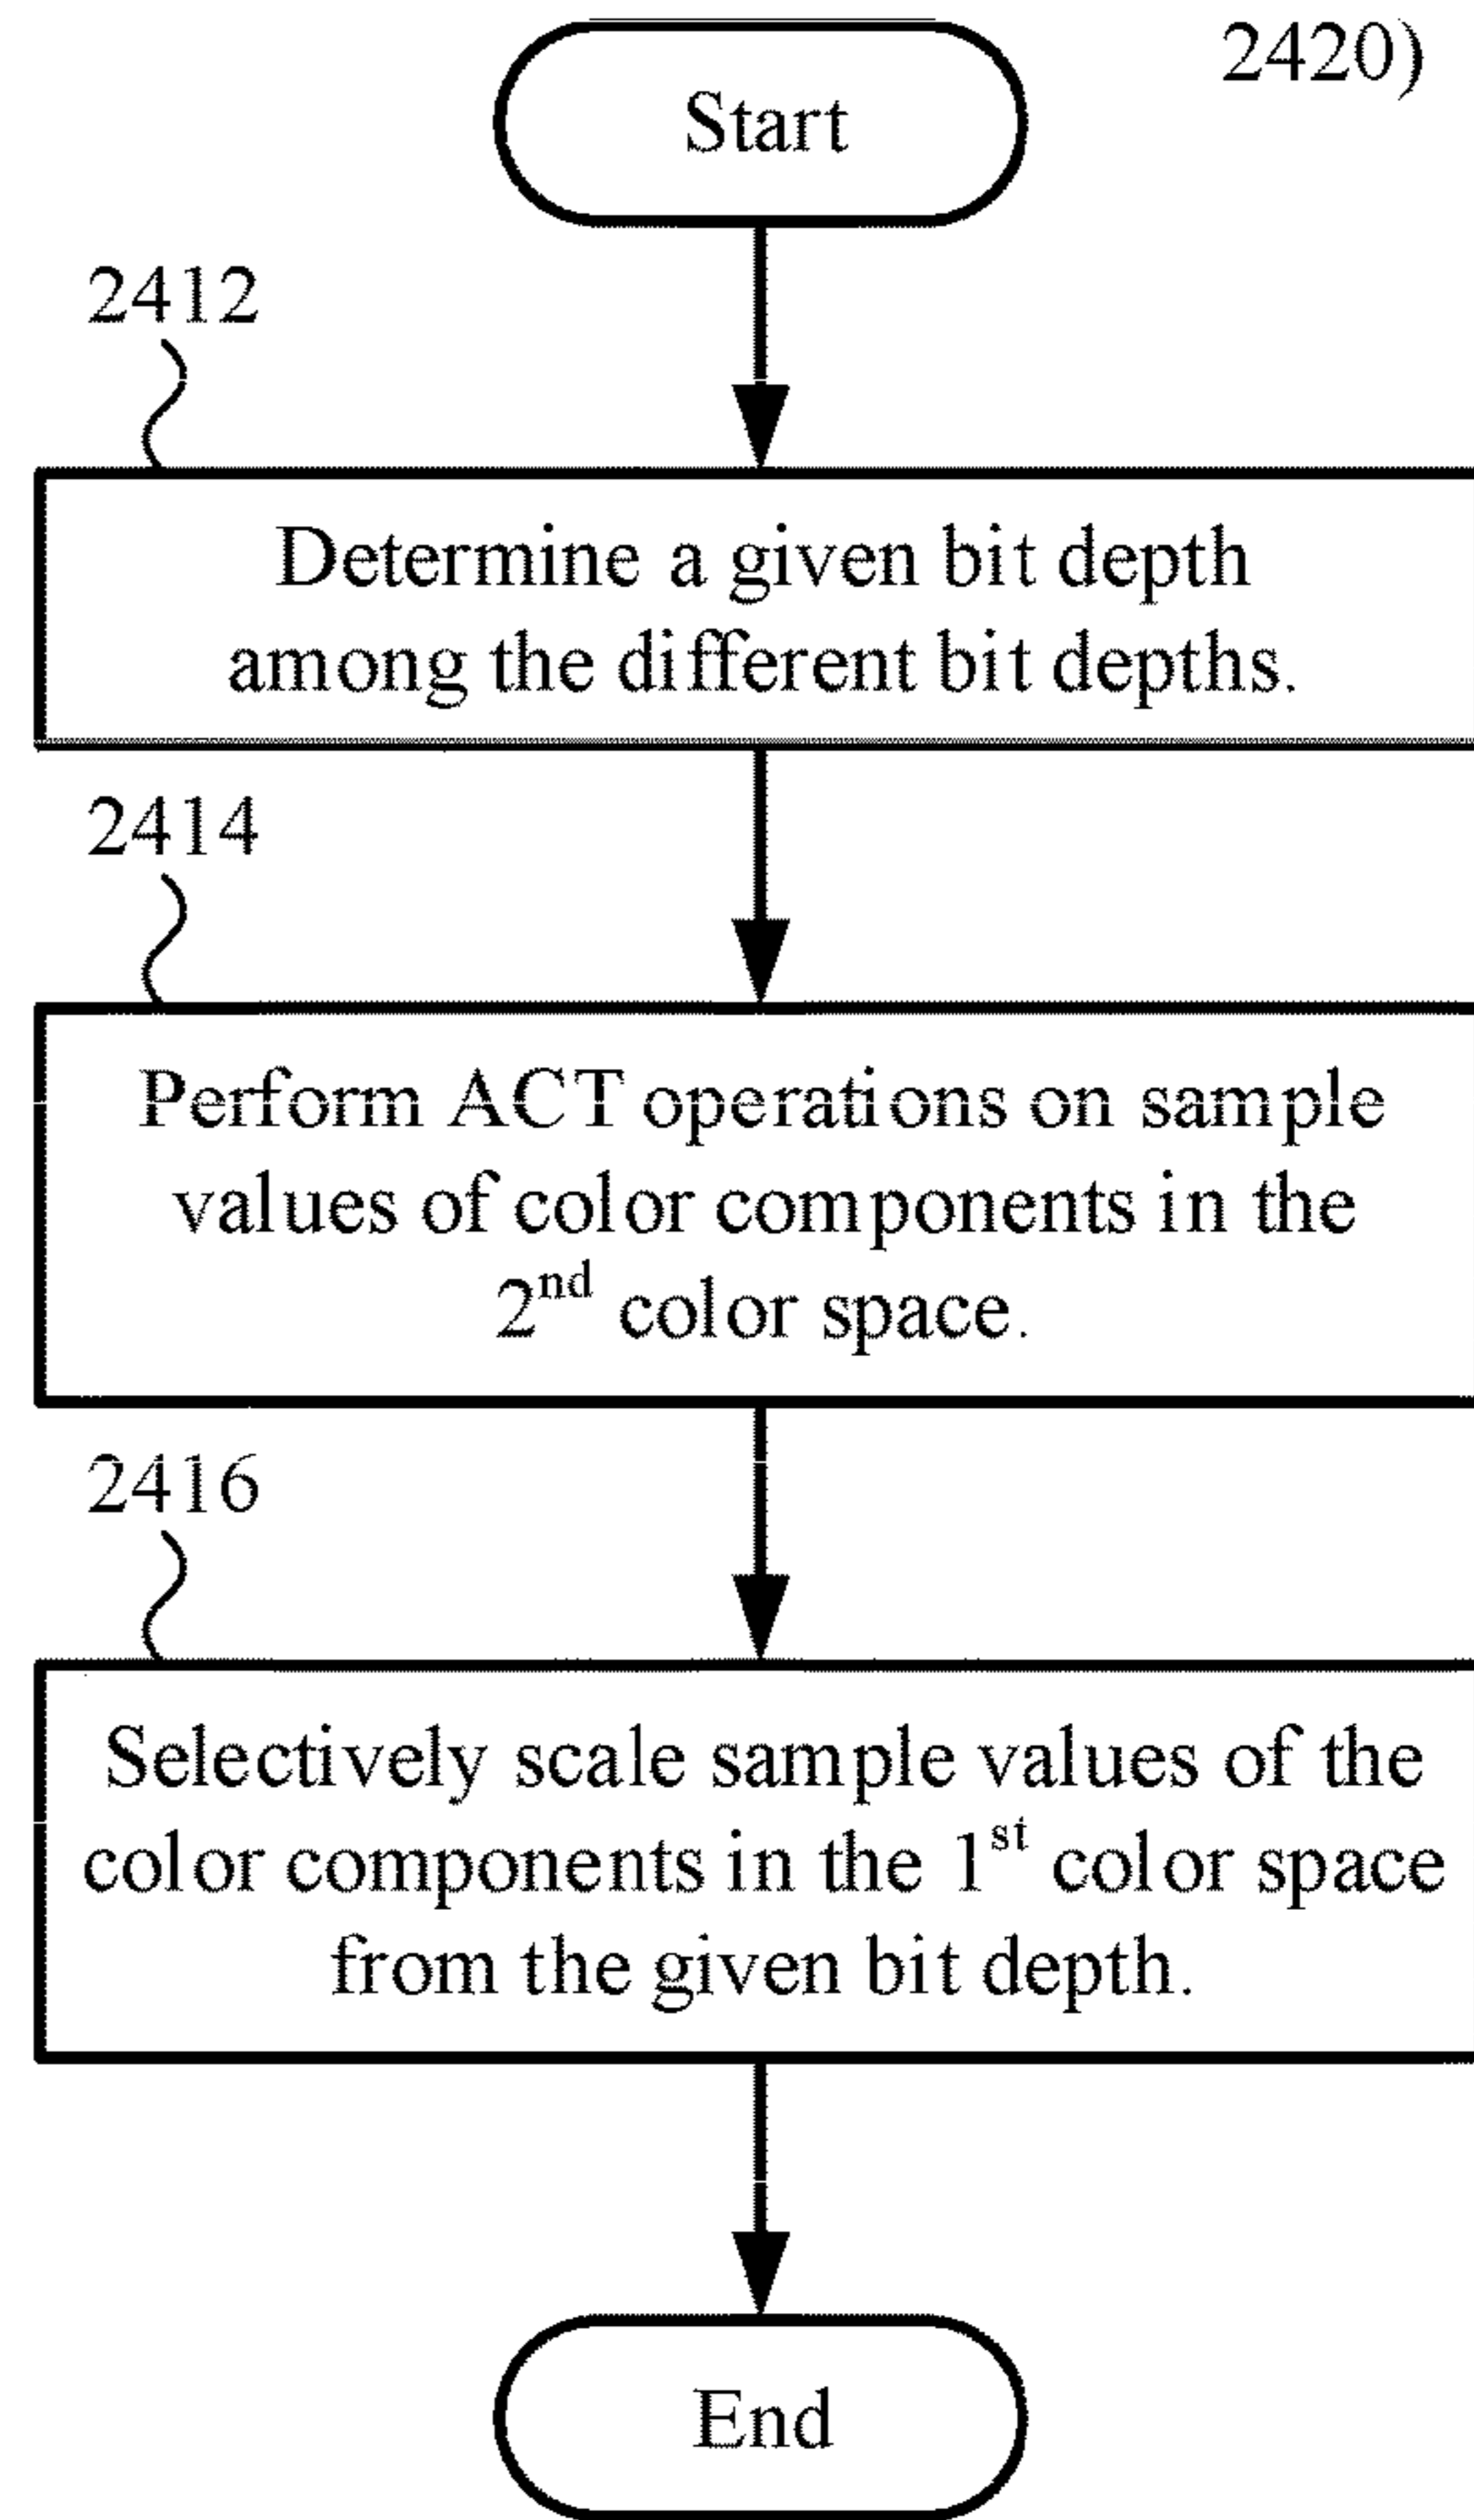 2420)
Start
2412
Determine a given bit depth
among the different bit depths.
2414
Perform ACT operations on sample
values of color components in the
2nd color space.
2416
Selectively scale sample values of the
color components in the 1st color space
from the given bit depth.
End